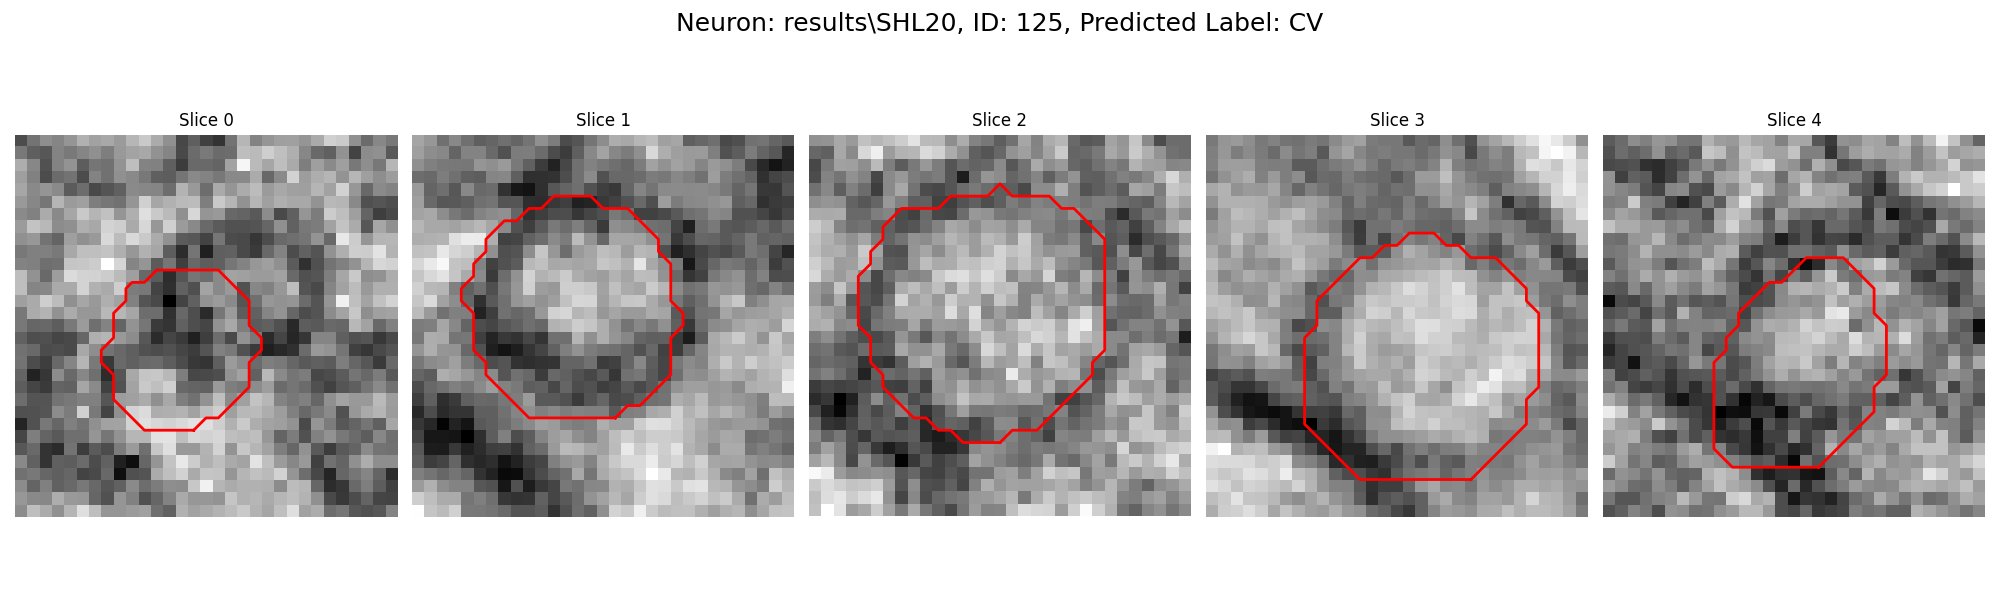 Neuron: results\SHL20, ID: 125, Predicted Label: CV
Slice 0
Slice 1
Slice 2
Slice 3
Slice 4